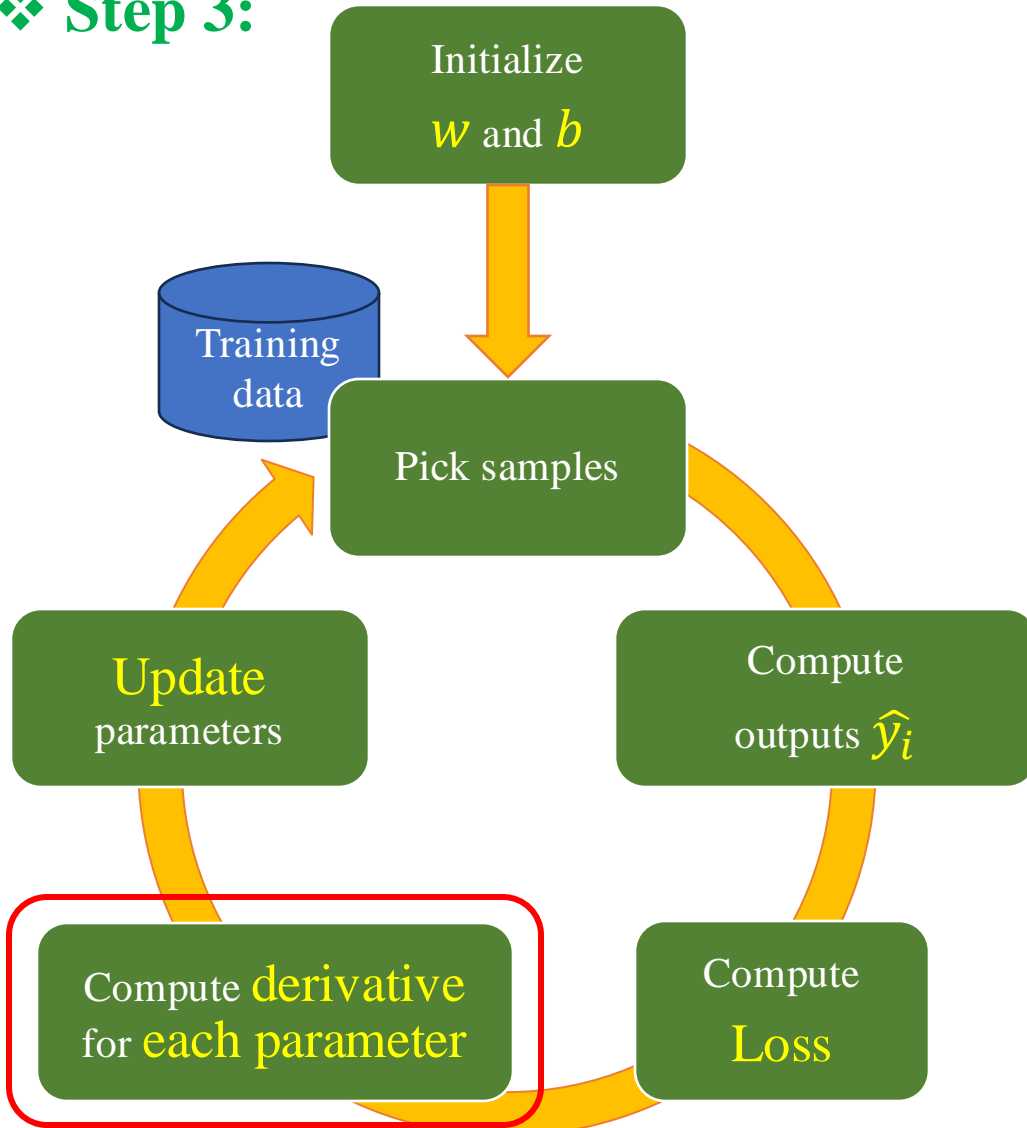 ❖ Step 3:
Initialize
w and b
Training
data
Pick samples
Compute
outputs ŷᵢ
Compute
Loss
Compute derivative
for each parameter
Update
parameters